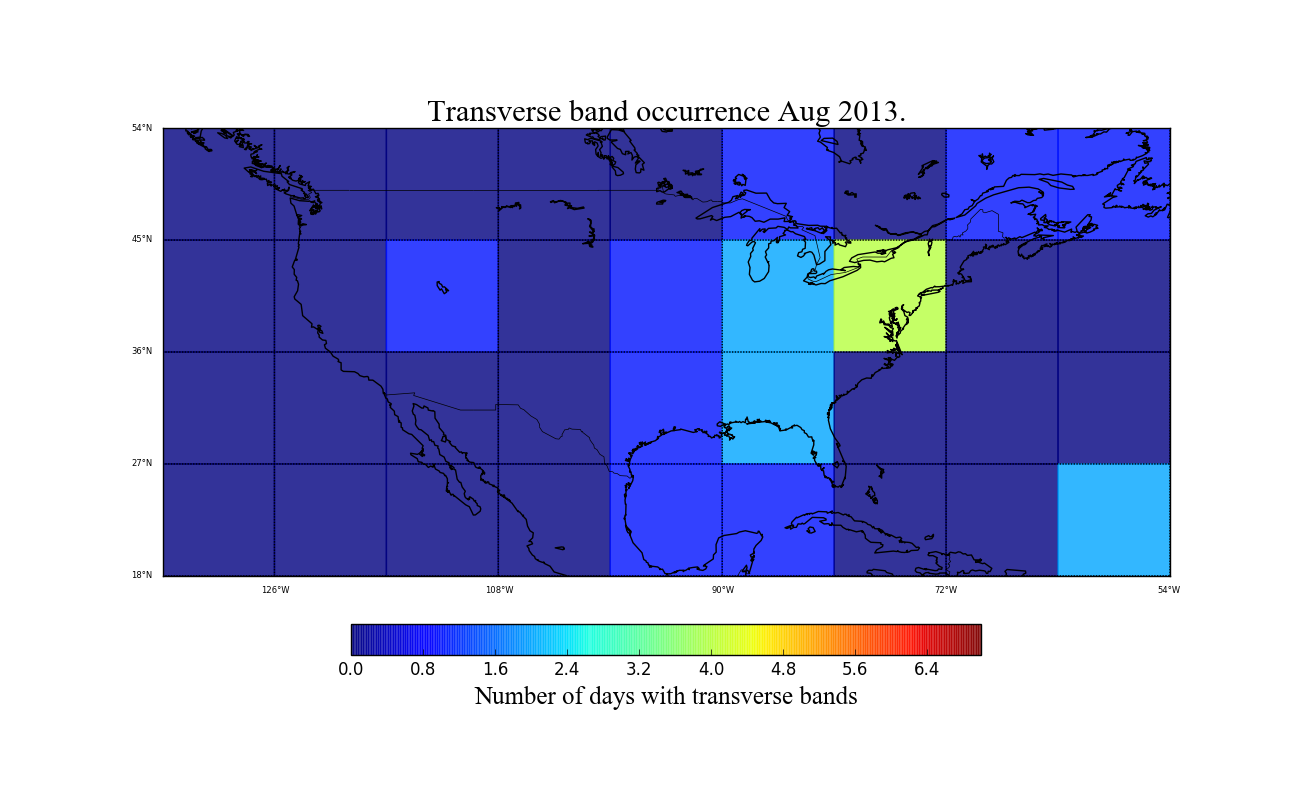 Transverse band occurrence Aug 2013.
54°N
45°N
36°N
27°N
18°N
126°W 108°W 90°W 72°W 54°W
0.0 0.8 1.6 2.4 3.2 4.0 4.8 5.6 6.4
Number of days with transverse bands